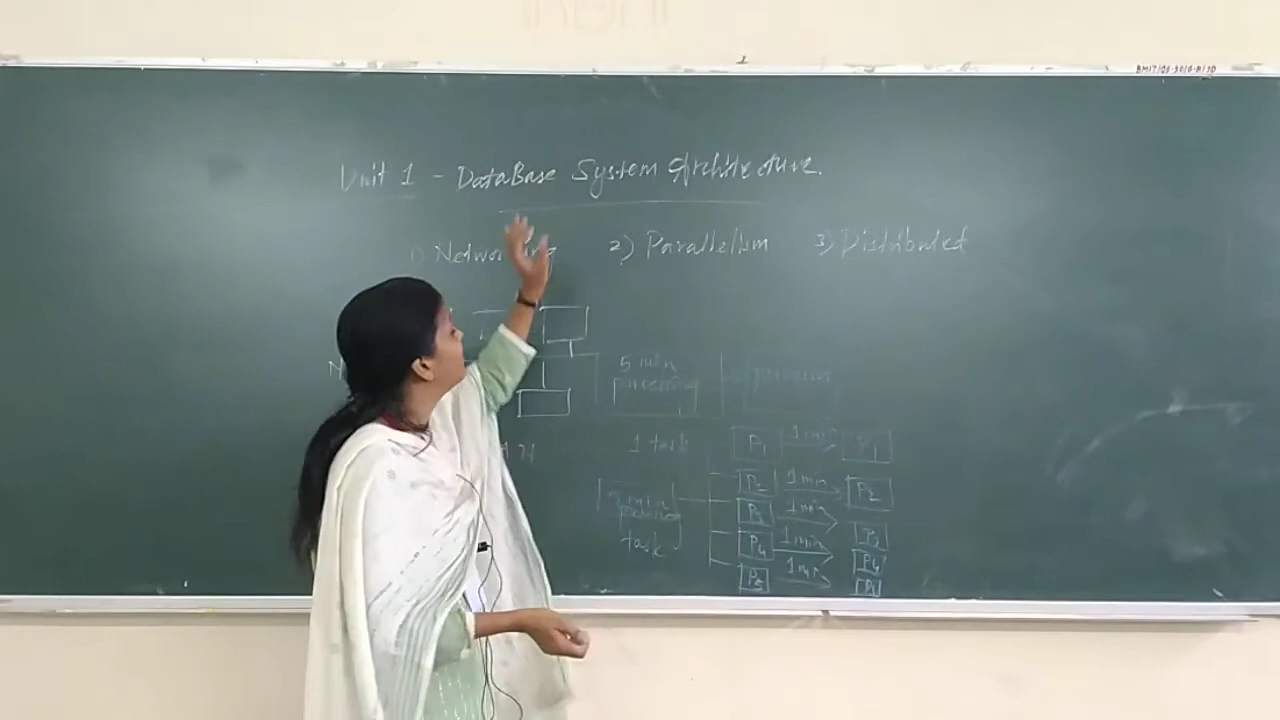 Unit 1 - DataBase System Architecture.
1) Networking 2) Parallelism 3) Distributed
5 min
processing
1 task P1 1 min P1
P2 1 min P2
5 min P3 1 min P3
task P4 1 min P4
P5 1 min